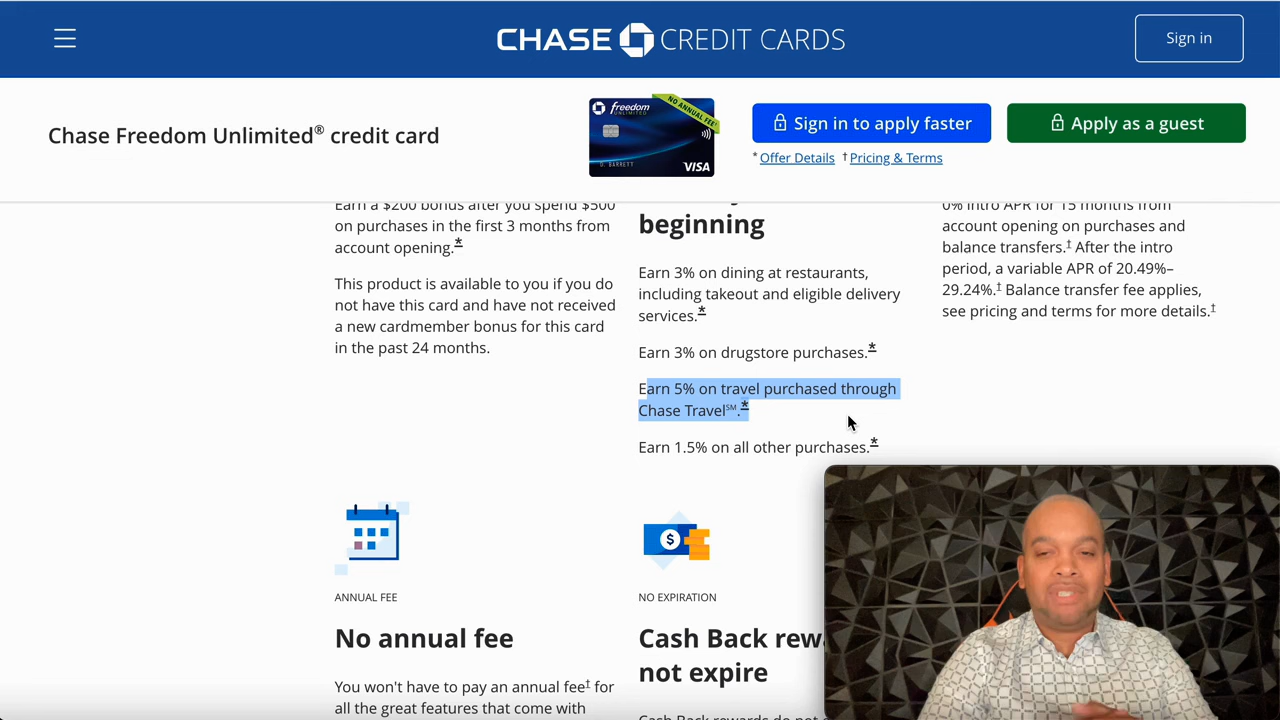 CHASE CREDIT CARDS
Sign in
Chase Freedom Unlimited® credit card
freedom
UNLIMITED
NO ANNUAL FEE†
D. BARRETT
VISA
Sign in to apply faster
Apply as a guest
* Offer Details † Pricing & Terms
Earn a $200 bonus after you spend $500
on purchases in the first 3 months from
account opening.*
This product is available to you if you do
not have this card and have not received
a new cardmember bonus for this card
in the past 24 months.
beginning
Earn 3% on dining at restaurants,
including takeout and eligible delivery
services.*
Earn 3% on drugstore purchases.*
Earn 5% on travel purchased through
Chase Travel℠.*
Earn 1.5% on all other purchases.*
0% intro APR for 15 months from
account opening on purchases and
balance transfers.† After the intro
period, a variable APR of 20.49%–
29.24%.† Balance transfer fee applies,
see pricing and terms for more details.†
ANNUAL FEE
No annual fee
You won't have to pay an annual fee† for
all the great features that come with
$
NO EXPIRATION
Cash Back
not expire